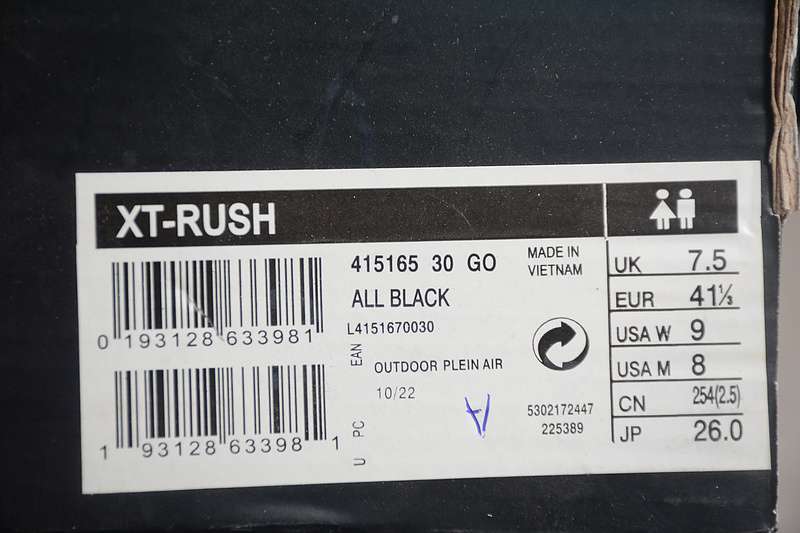 XT-RUSH
415165 30 GO
ALL BLACK
L4151670030
MADE IN
VIETNAM
0 193128 633981
EAN
OUTDOOR PLEIN AIR
10/22
1 93128 63398 1
U PC
5302172447
225389
UK 7.5
EUR 41⅓
USA W 9
USA M 8
CN 254(2.5)
JP 26.0